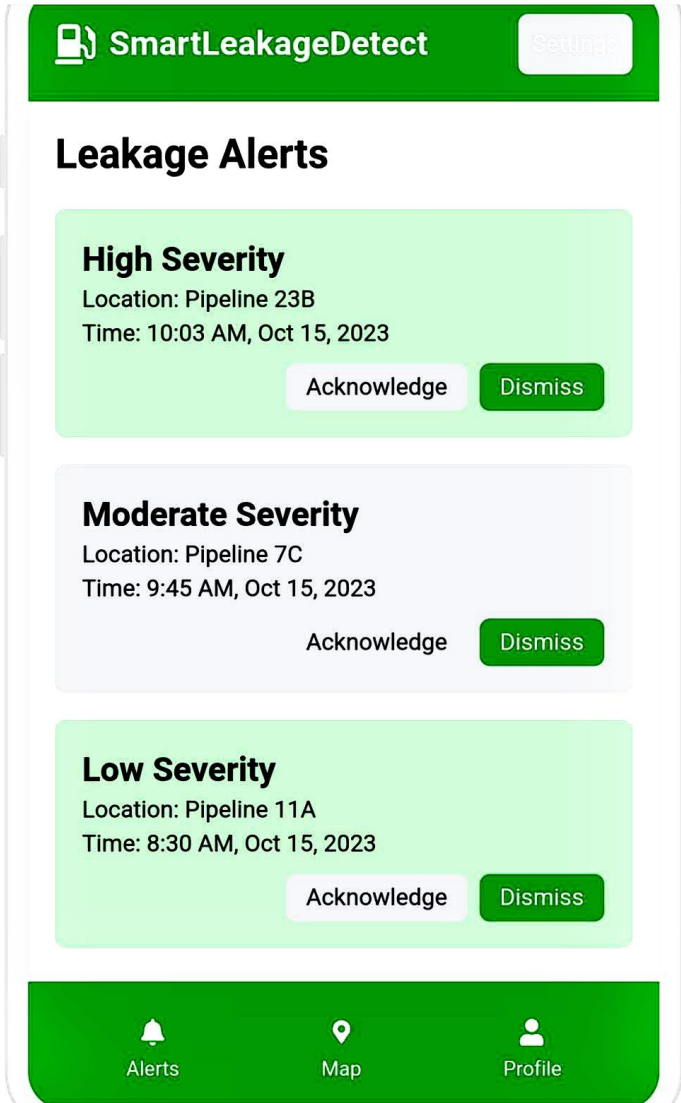 SmartLeakageDetect
Settings
Leakage Alerts
High Severity
Location: Pipeline 23B
Time: 10:03 AM, Oct 15, 2023
Acknowledge
Dismiss
Moderate Severity
Location: Pipeline 7C
Time: 9:45 AM, Oct 15, 2023
Acknowledge
Dismiss
Low Severity
Location: Pipeline 11A
Time: 8:30 AM, Oct 15, 2023
Acknowledge
Dismiss
Alerts
Map
Profile